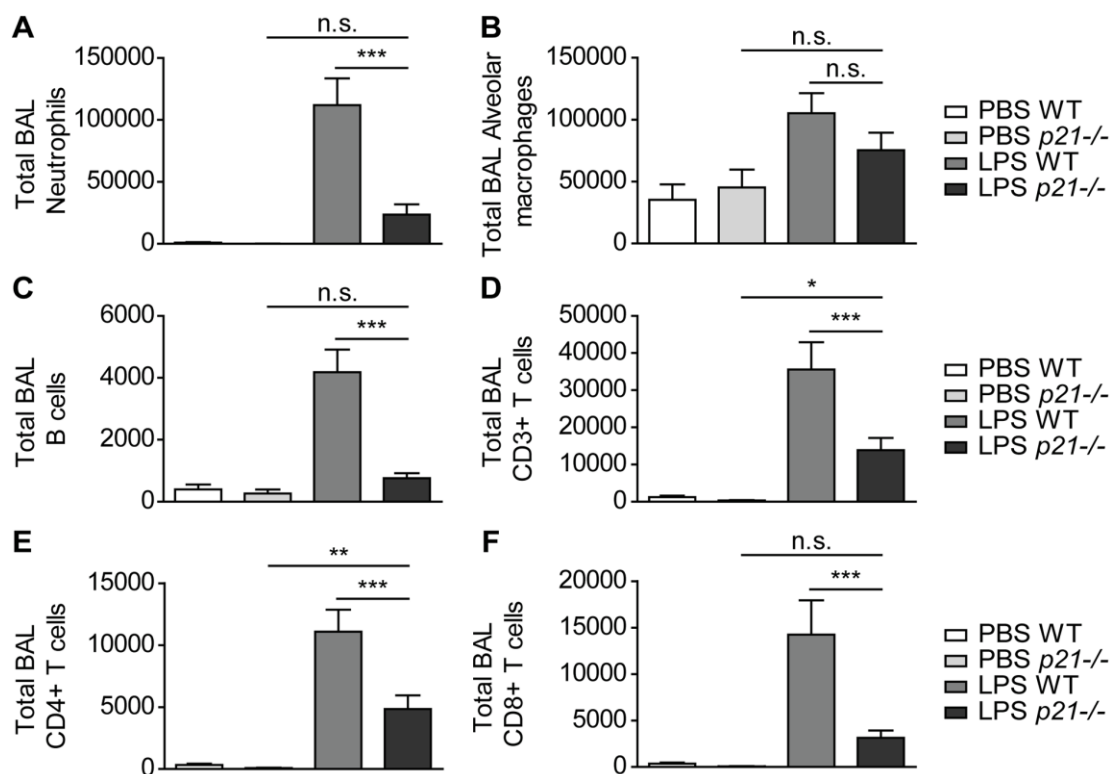 A
n.s.
***
Total BAL
Neutrophils
150000
100000
50000
0
B
n.s.
n.s.
Total BAL Alveolar
macrophages
150000
100000
50000
0
PBS WT
PBS p21-/-
LPS WT
LPS p21-/-
C
n.s.
***
Total BAL
B cells
6000
4000
2000
0
D
*
***
Total BAL
CD3+ T cells
50000
40000
30000
20000
10000
0
PBS WT
PBS p21-/-
LPS WT
LPS p21-/-
E
**
***
Total BAL
CD4+ T cells
15000
10000
5000
0
F
n.s.
***
Total BAL
CD8+ T cells
20000
15000
10000
5000
0
PBS WT
PBS p21-/-
LPS WT
LPS p21-/-